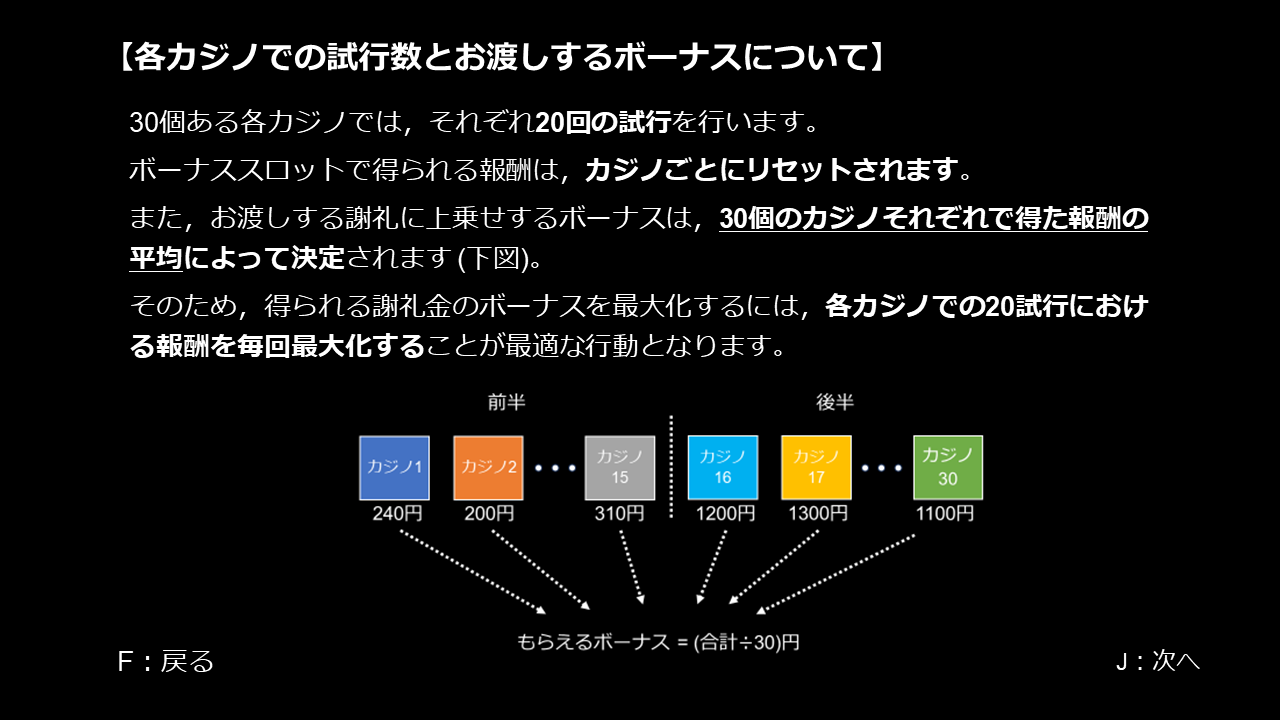 【各カジノでの試行数とお渡しするボーナスについて】
30個ある各カジノでは，それぞれ20回の試行を行います。
ボーナススロットで得られる報酬は，カジノごとにリセットされます。
また，お渡しする謝礼に上乗せするボーナスは，30個のカジノそれぞれで得た報酬の
平均によって決定されます (下図)。
そのため，得られる謝礼金のボーナスを最大化するには，各カジノでの20試行におけ
る報酬を毎回最大化することが最適な行動となります。
前半
後半
カジノ1
カジノ2
・・・
カジノ
15
カジノ
16
カジノ
17
・・・
カジノ
30
240円
200円
310円
1200円
1300円
1100円
もらえるボーナス = (合計÷30)円
F：戻る
J：次へ